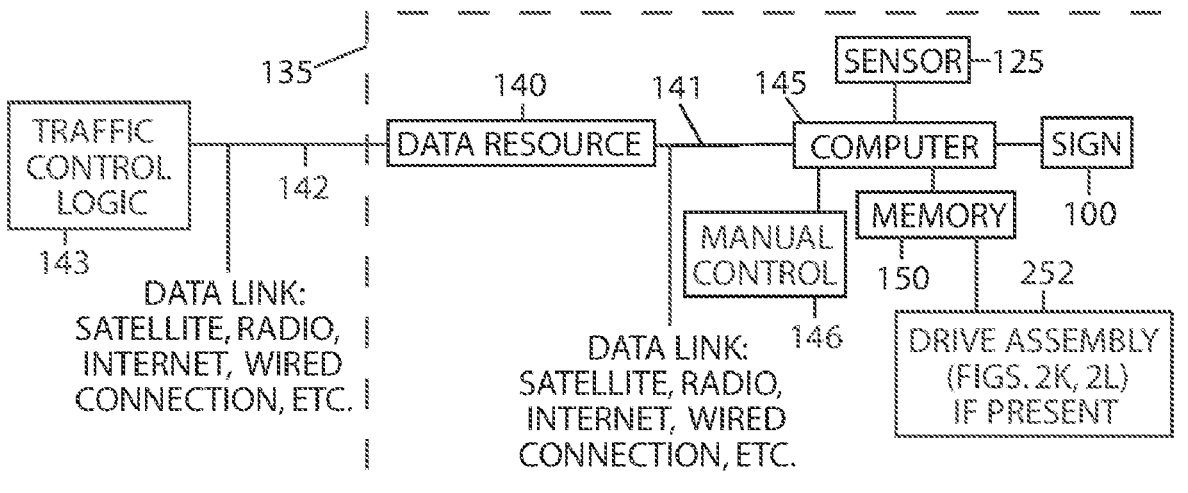 135
SENSOR
125
140
141
145
TRAFFIC
CONTROL
LOGIC
DATA RESOURCE
COMPUTER
SIGN
142
143
MEMORY
100
MANUAL
CONTROL
150
252
146
DATA LINK:
SATELLITE, RADIO,
INTERNET, WIRED
CONNECTION, ETC.
DATA LINK:
SATELLITE, RADIO,
INTERNET, WIRED
CONNECTION, ETC.
DRIVE ASSEMBLY
(FIGS. 2K, 2L)
IF PRESENT